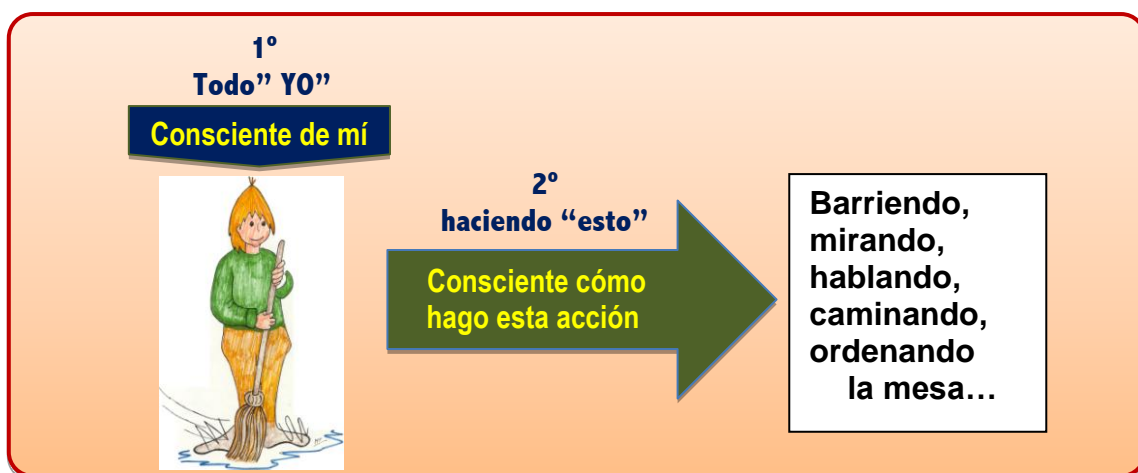 1º
Todo” YO”
Consciente de mí
2º
haciendo “esto”
Consciente cómo
hago esta acción
Barriendo,
mirando,
hablando,
caminando,
ordenando
la mesa…